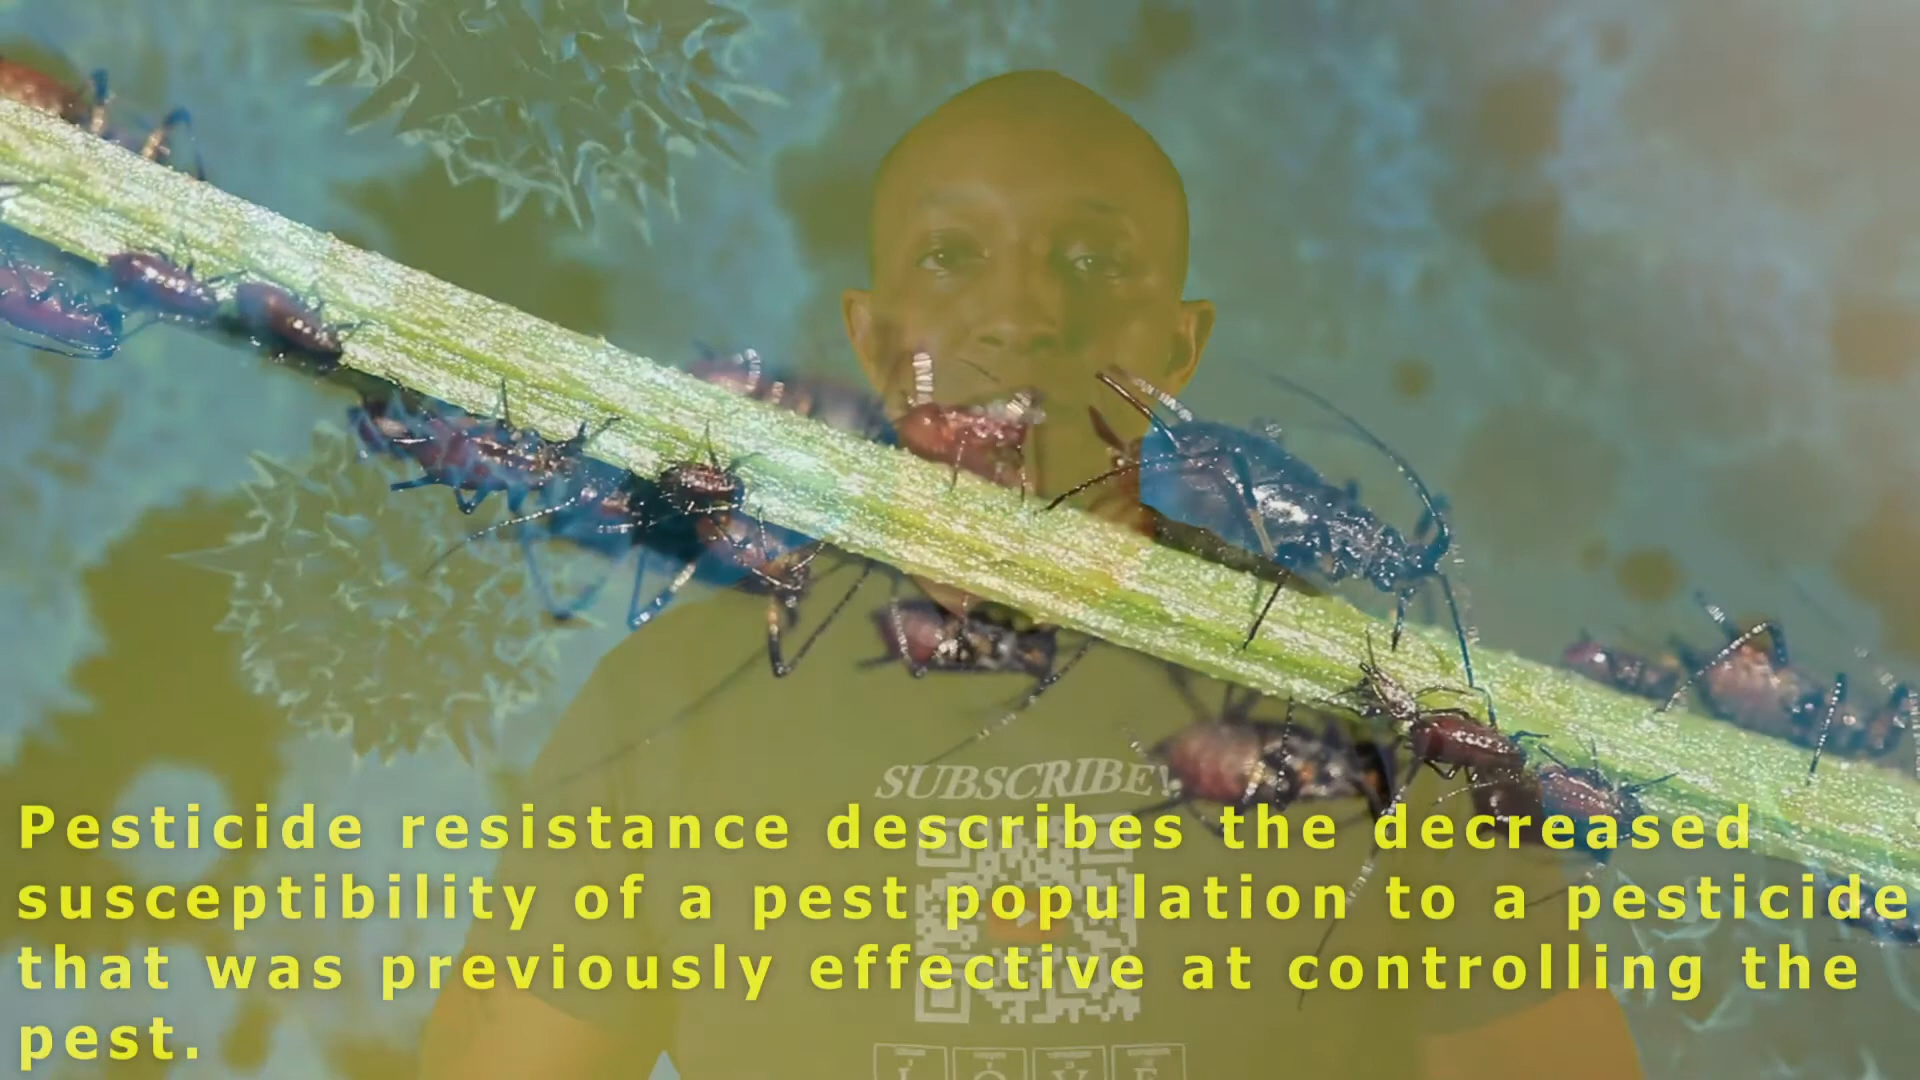 SUBSCRIBE!
Pesticide resistance describes the decreased
susceptibility of a pest population to a pesticide
that was previously effective at controlling the
pest.
LOVE